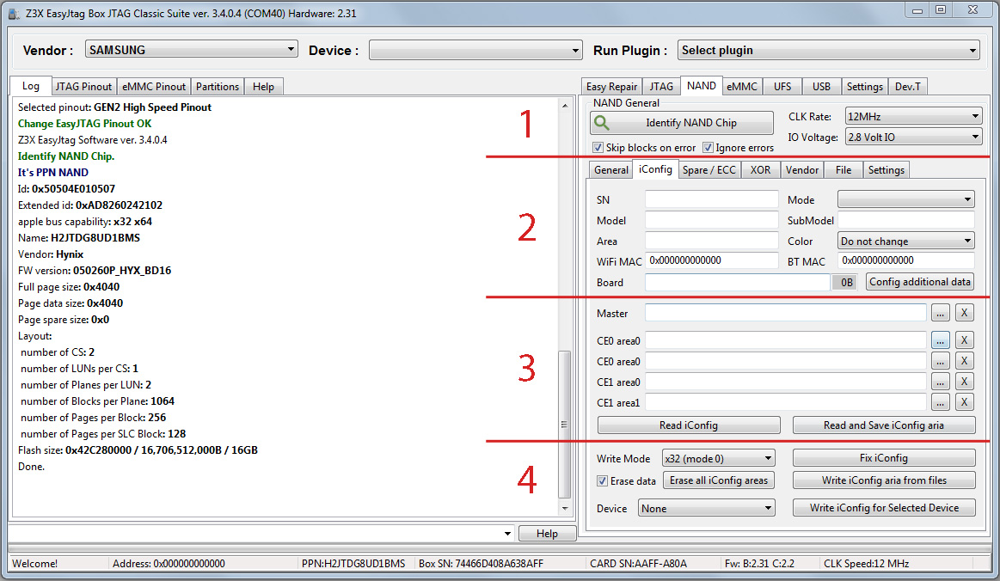 Z3X EasyJtag Box JTAG Classic Suite ver. 3.4.0.4 (COM40) Hardware: 2.31
Vendor : SAMSUNG Device : Run Plugin : Select plugin
Log JTAG Pinout eMMC Pinout Partitions Help
Selected pinout: GEN2 High Speed Pinout
Change EasyJTAG Pinout OK
Z3X EasyJtag Software ver. 3.4.0.4
Identify NAND Chip.
It's PPN NAND
Id: 0x50504E010507
Extended id: 0xAD8260242102
apple bus capability: x32 x64
Name: H2JTDG8UD1BMS
Vendor: Hynix
FW version: 050260P_HYX_BD16
Full page size: 0x4040
Page data size: 0x4040
Page spare size: 0x0
Layout:
number of CS: 2
number of LUNs per CS: 1
number of Planes per LUN: 2
number of Blocks per Plane: 1064
number of Pages per Block: 256
number of Pages per SLC Block: 128
Flash size: 0x42C280000 / 16,706,512,000B / 16GB
Done.
Help
Easy Repair JTAG NAND eMMC UFS USB Settings Dev.T
1
NAND General
Identify NAND Chip CLK Rate: 12MHz
IO Voltage: 2.8 Volt IO
Skip blocks on error Ignore errors
2
General iConfig Spare / ECC XOR Vendor File Settings
SN Mode
Model SubModel
Area Color Do not change
WiFi MAC 0x000000000000 BT MAC 0x000000000000
Board 0B Config additional data
3
Master ... X
CE0 area0 ... X
CE0 area0 ... X
CE1 area0 ... X
CE1 area1 ... X
Read iConfig Read and Save iConfig aria
4
Write Mode x32 (mode 0) Fix iConfig
Erase data Erase all iConfig areas Write iConfig aria from files
Device None Write iConfig for Selected Device
Welcome! Address: 0x000000000000 PPN:H2JTDG8UD1BMS Box SN: 74466D408A638AFF CARD SN:AAFF-A80A Fw: B:2.31 C:2.2 CLK Speed:12 MHz